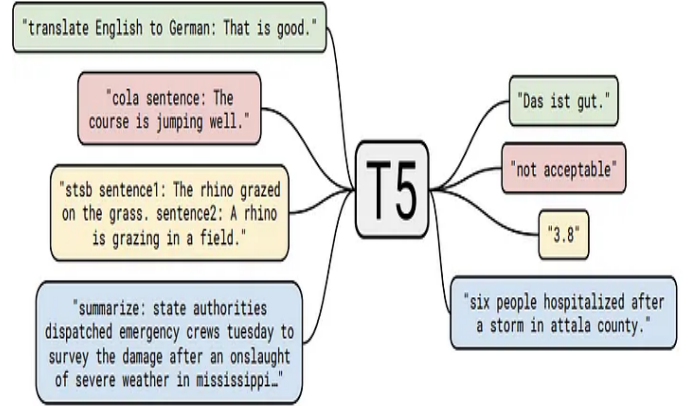 "translate English to German: That is good."
"cola sentence: The
course is jumping well."
"stsb sentence1: The rhino grazed
on the grass. sentence2: A rhino
is grazing in a field."
"summarize: state authorities
dispatched emergency crews tuesday to
survey the damage after an onslaught
of severe weather in mississippi…"
T5
"Das ist gut."
"not acceptable"
"3.8"
"six people hospitalized after
a storm in attala county."